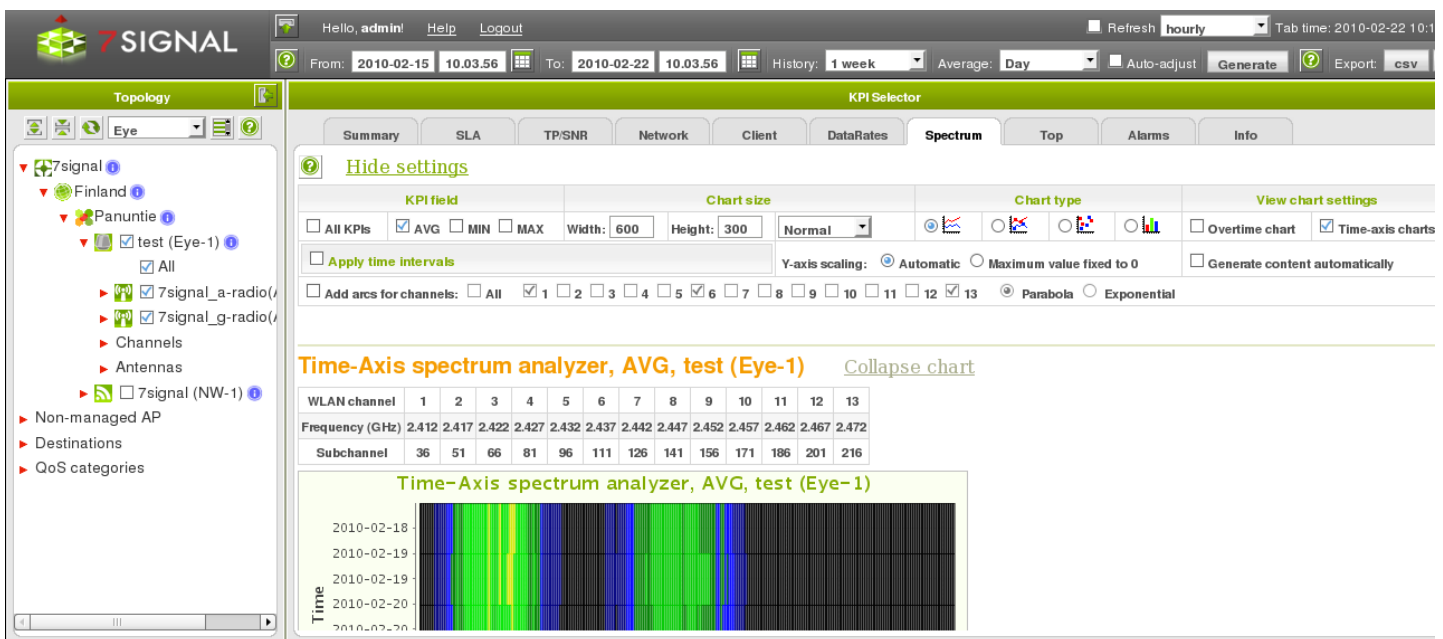 7SIGNAL
Hello, admin! Help Logout Refresh hourly Tab time: 2010-02-22 10:1
From: 2010-02-15 10.03.56 To: 2010-02-22 10.03.56 History: 1 week Average: Day Auto-adjust Generate Export: csv
Topology
Eye
7signal
Finland
Panuntie
test (Eye-1)
All
7signal_a-radio(
7signal_g-radio(
Channels
Antennas
7signal (NW-1)
Non-managed AP
Destinations
QoS categories
KPI Selector
Summary SLA TP/SNR Network Client DataRates Spectrum Top Alarms Info
Hide settings
KPI field Chart size Chart type View chart settings
All KPIs AVG MIN MAX Width: 600 Height: 300 Normal Overtime chart Time-axis charts
Apply time intervals Y-axis scaling: Automatic Maximum value fixed to 0 Generate content automatically
Add arcs for channels: All 1 2 3 4 5 6 7 8 9 10 11 12 13 Parabola Exponential
Time-Axis spectrum analyzer, AVG, test (Eye-1) Collapse chart
WLAN channel 1 2 3 4 5 6 7 8 9 10 11 12 13
Frequency (GHz) 2.412 2.417 2.422 2.427 2.432 2.437 2.442 2.447 2.452 2.457 2.462 2.467 2.472
Subchannel 36 51 66 81 96 111 126 141 156 171 186 201 216
Time-Axis spectrum analyzer, AVG, test (Eye-1)
2010-02-18
2010-02-19
2010-02-19
2010-02-20
2010-02-20
Time